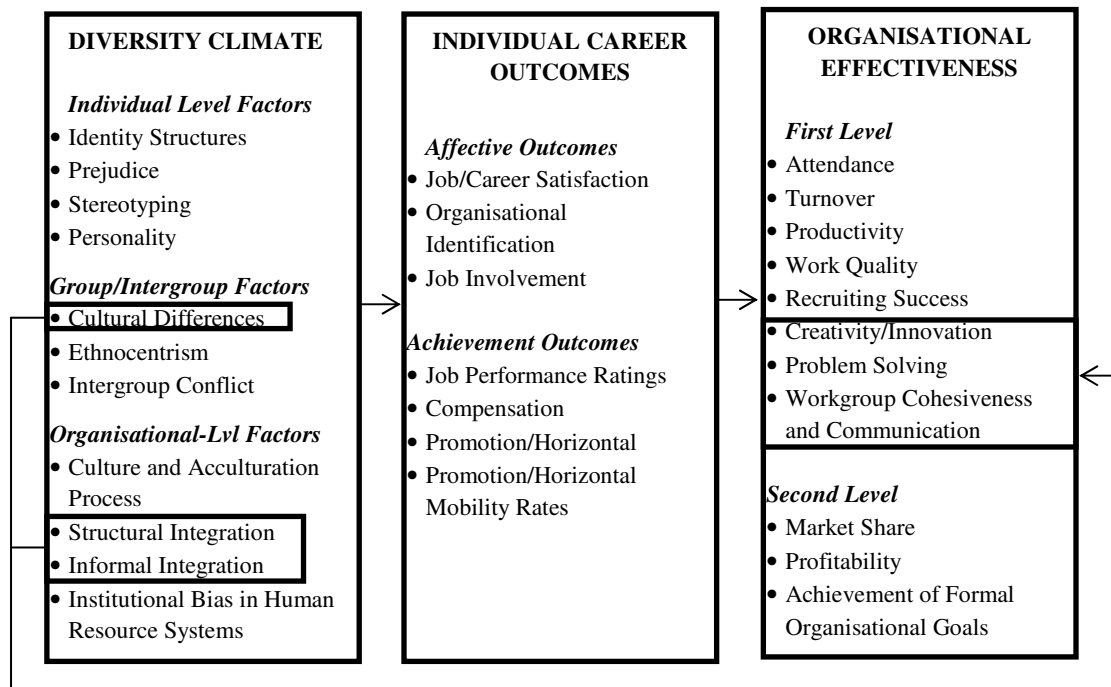 DIVERSITY CLIMATE
Individual Level Factors
• Identity Structures
• Prejudice
• Stereotyping
• Personality
Group/Intergroup Factors
• Cultural Differences
• Ethnocentrism
• Intergroup Conflict
Organisational-Lvl Factors
• Culture and Acculturation
Process
• Structural Integration
• Informal Integration
• Institutional Bias in Human
Resource Systems
INDIVIDUAL CAREER
OUTCOMES
Affective Outcomes
• Job/Career Satisfaction
• Organisational
Identification
• Job Involvement
Achievement Outcomes
• Job Performance Ratings
• Compensation
• Promotion/Horizontal
• Promotion/Horizontal
Mobility Rates
ORGANISATIONAL
EFFECTIVENESS
First Level
• Attendance
• Turnover
• Productivity
• Work Quality
• Recruiting Success
• Creativity/Innovation
• Problem Solving
• Workgroup Cohesiveness
and Communication
Second Level
• Market Share
• Profitability
• Achievement of Formal
Organisational Goals